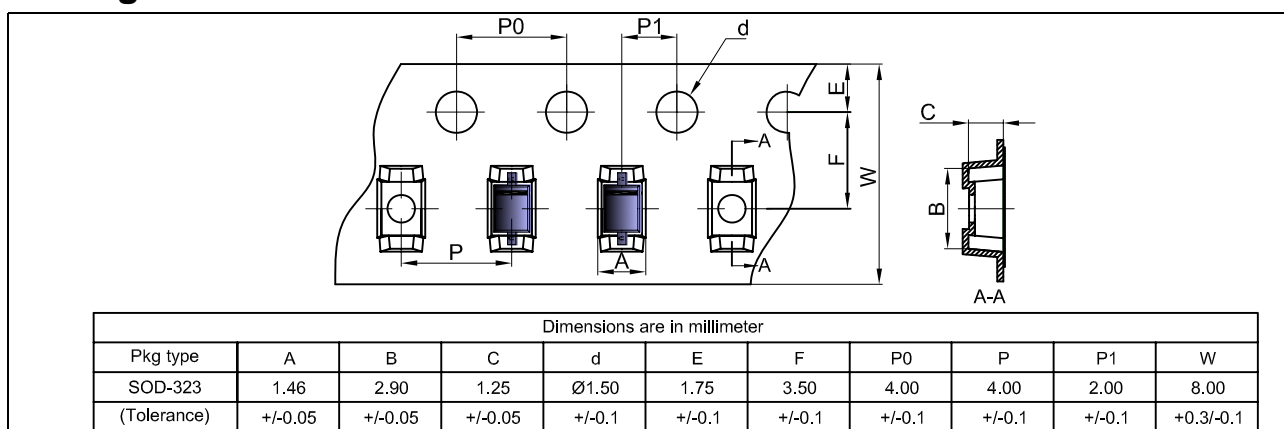 P0
P1
d
E
C
A
F
W
B
P
A
A
A-A
Dimensions are in millimeter
Pkg type A B C d E F P0 P P1 W
SOD-323 1.46 2.90 1.25 Ø1.50 1.75 3.50 4.00 4.00 2.00 8.00
(Tolerance) +/-0.05 +/-0.05 +/-0.05 +/-0.1 +/-0.1 +/-0.1 +/-0.1 +/-0.1 +/-0.1 +0.3/-0.1